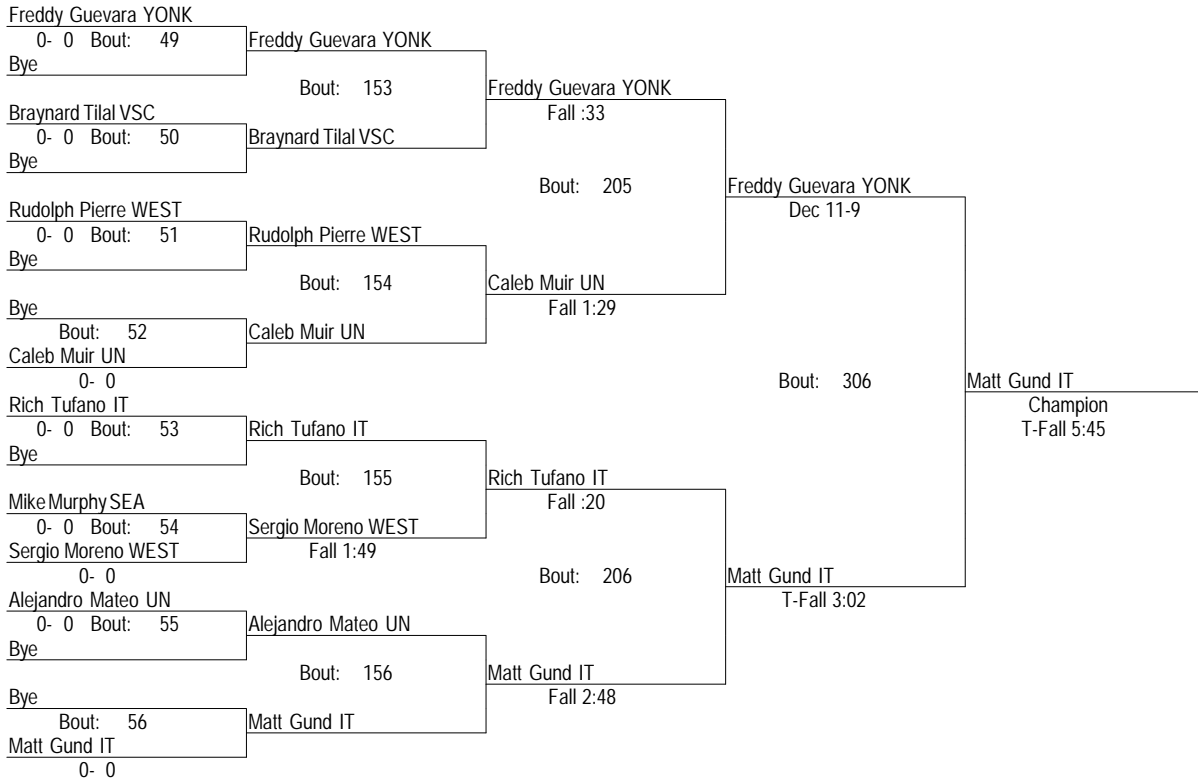 Freddy Guevara YONK
0- 0 Bout: 49
Bye
Braynard Tilal VSC
0- 0 Bout: 50
Bye
Rudolph Pierre WEST
0- 0 Bout: 51
Bye
Bye
Bout: 52
Caleb Muir UN
0- 0
Rich Tufano IT
0- 0 Bout: 53
Bye
Mike Murphy SEA
0- 0 Bout: 54
Sergio Moreno WEST
0- 0
Alejandro Mateo UN
0- 0 Bout: 55
Bye
Bye
Bout: 56
Matt Gund IT
0- 0
Freddy Guevara YONK
Bout: 153
Braynard Tilal VSC
Rudolph Pierre WEST
Bout: 154
Caleb Muir UN
Rich Tufano IT
Bout: 155
Sergio Moreno WEST
Fall 1:49
Alejandro Mateo UN
Bout: 156
Matt Gund IT
Freddy Guevara YONK
Fall :33
Bout: 205
Caleb Muir UN
Fall 1:29
Rich Tufano IT
Fall :20
Bout: 206
Matt Gund IT
Fall 2:48
Freddy Guevara YONK
Dec 11-9
Bout: 306
Matt Gund IT
T-Fall 3:02
Matt Gund IT
Champion
T-Fall 5:45